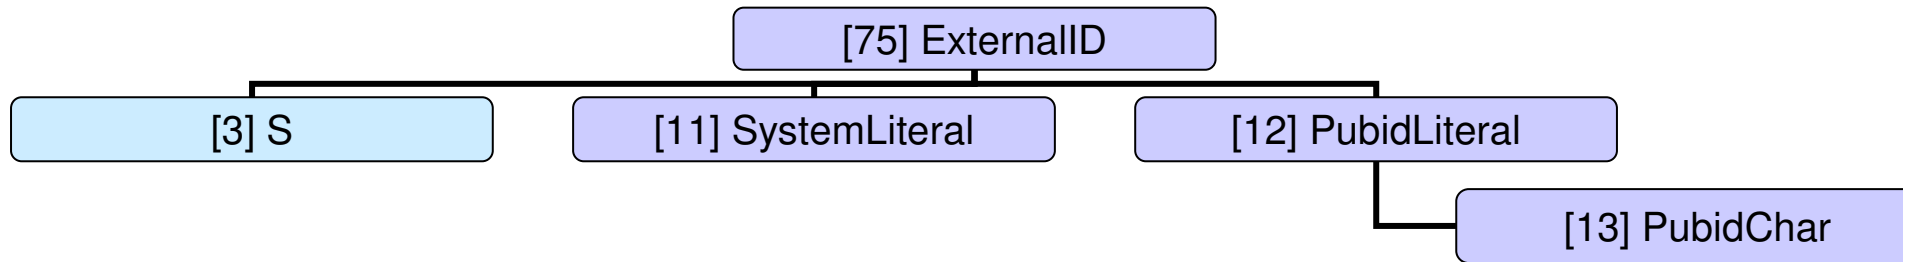 [75] ExternalID
[3] S
[11] SystemLiteral
[12] PubidLiteral
[13] PubidChar